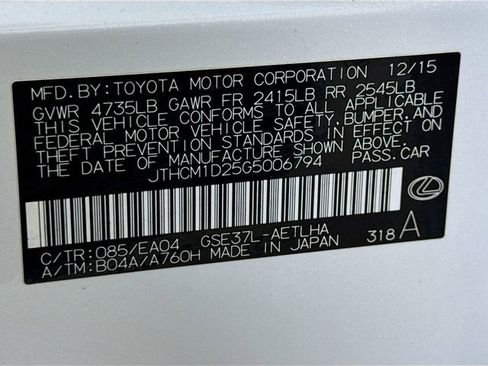 MFD. BY: TOYOTA MOTOR CORPORATION 12/15
GVWR 4735LB GAWR FR 2415LB RR 2545LB
THIS VEHICLE CONFORMS TO ALL APPLICABLE
FEDERAL MOTOR VEHICLE SAFETY, BUMPER, AND
THEFT PREVENTION STANDARDS IN EFFECT ON
THE DATE OF MANUFACTURE SHOWN ABOVE.
JTHCM1D25G5006794 PASS.CAR
C/TR: 085/EA04 GSE37L-AETLHA 318 A
A/TM: B04A/A760H MADE IN JAPAN